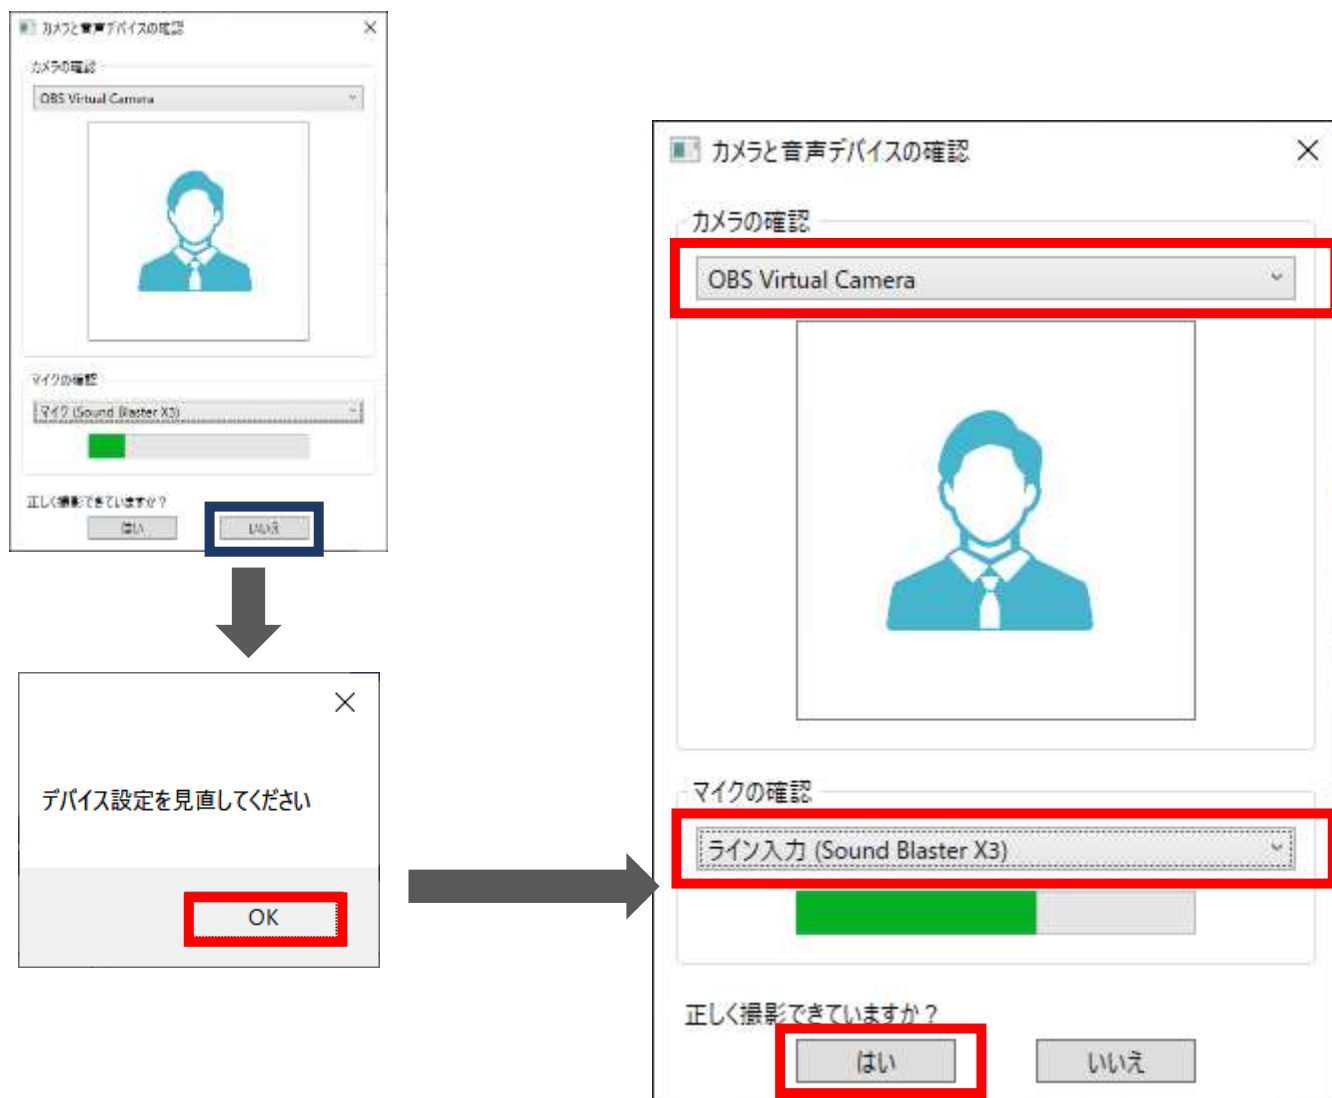 カメラと音声デバイスの確認
カメラの確認
OBS Virtual Camera
マイクの確認
マイク (Sound Blaster X3)
正しく撮影できていますか？
はい
いいえ
デバイス設定を見直してください
OK
カメラと音声デバイスの確認
カメラの確認
OBS Virtual Camera
マイクの確認
ライン入力 (Sound Blaster X3)
正しく撮影できていますか？
はい
いいえ